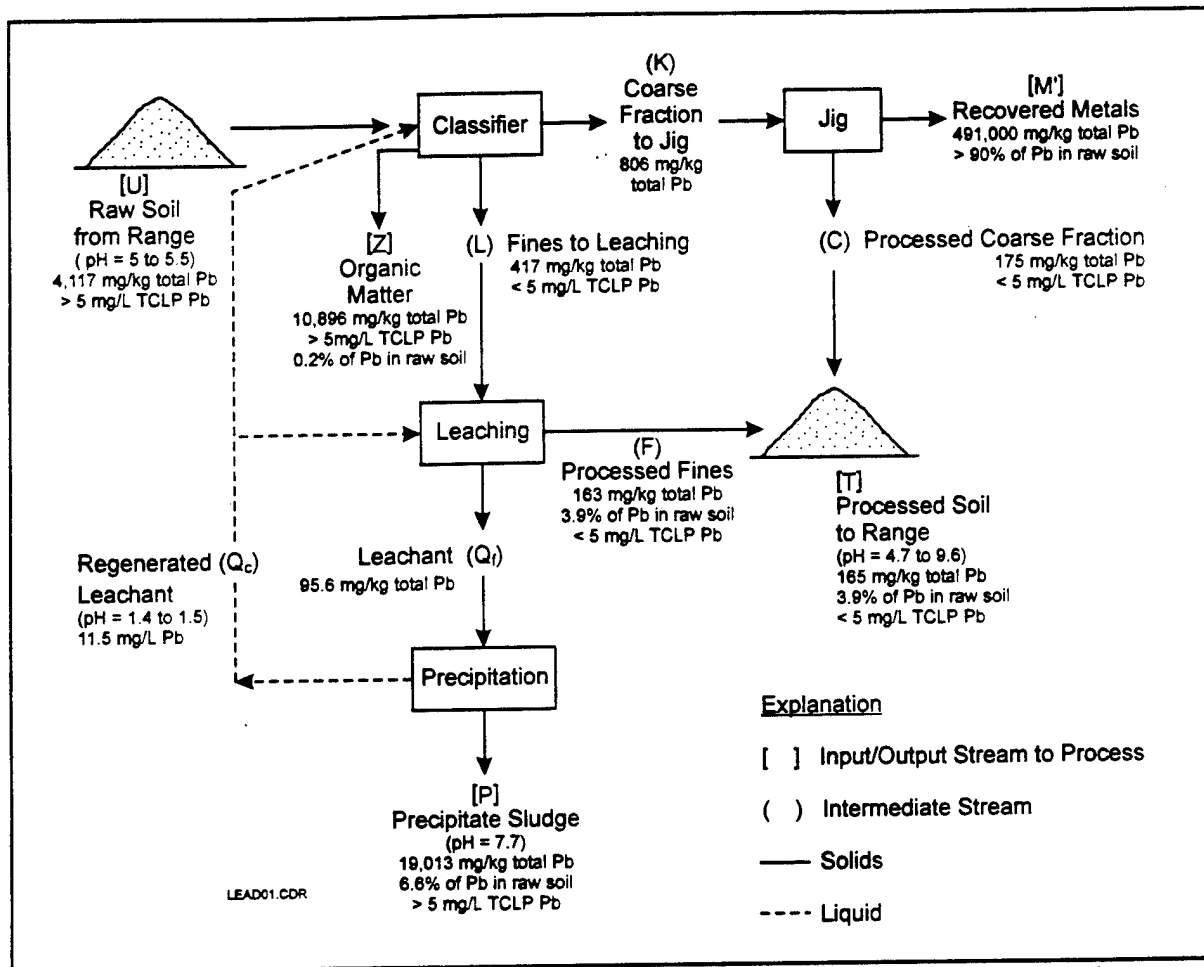 (K)
Coarse
Fraction
to Jig
806 mg/kg
total Pb
Classifier
Jig
[M']
Recovered Metals
491,000 mg/kg total Pb
> 90% of Pb in raw soil
[U]
Raw Soil
from Range
( pH = 5 to 5.5)
4,117 mg/kg total Pb
> 5 mg/L TCLP Pb
[Z]
Organic
Matter
10,896 mg/kg total Pb
> 5mg/L TCLP Pb
0.2% of Pb in raw soil
(L) Fines to Leaching
417 mg/kg total Pb
< 5 mg/L TCLP Pb
(C) Processed Coarse Fraction
175 mg/kg total Pb
< 5 mg/L TCLP Pb
Leaching
(F)
Processed Fines
163 mg/kg total Pb
3.9% of Pb in raw soil
< 5 mg/L TCLP Pb
[T]
Processed Soil
to Range
(pH = 4.7 to 9.6)
165 mg/kg total Pb
3.9% of Pb in raw soil
< 5 mg/L TCLP Pb
Leachant (Qf)
95.6 mg/kg total Pb
Regenerated (Qc)
Leachant
(pH = 1.4 to 1.5)
11.5 mg/L Pb
Precipitation
[P]
Precipitate Sludge
(pH = 7.7)
19,013 mg/kg total Pb
6.6% of Pb in raw soil
> 5 mg/L TCLP Pb
LEAD01.CDR
Explanation
[ ] Input/Output Stream to Process
( ) Intermediate Stream
Solids
Liquid